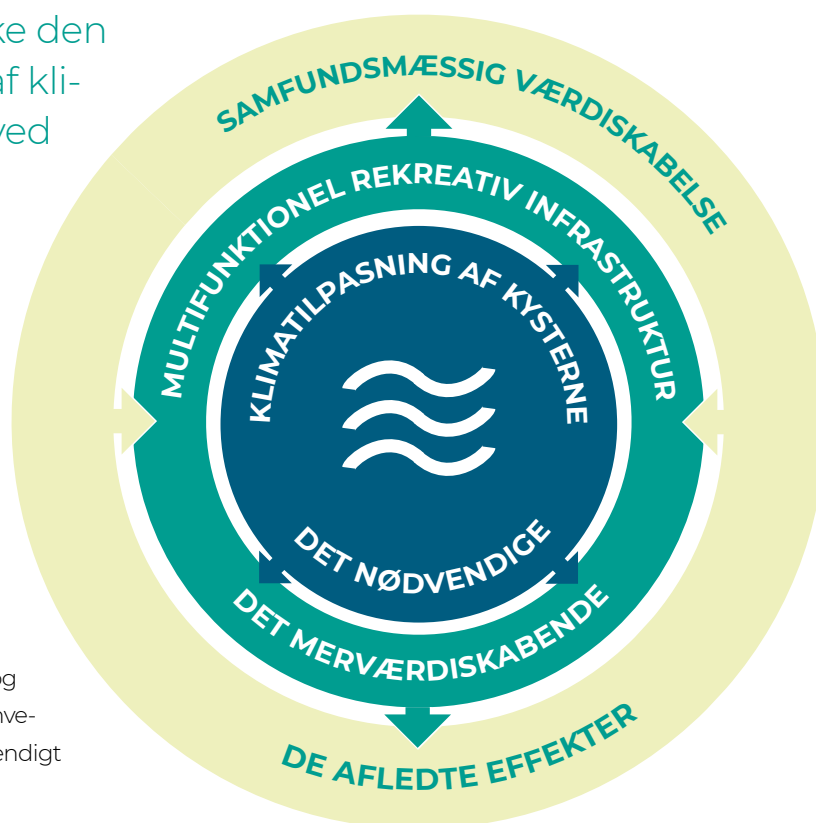 ke den
af kli-
ved
SAMFUNDSMÆSSIG VÆRDISKABELSE
MULTIFUNKTIONEL REKREATIV INFRASTRUKTUR
KLIMATILPASNING AF KYSTERNE
DET NØDVENDIGE
DET MERVÆRDISKABENDE
DE AFLEDTE EFFEKTER
og
nve-
endigt